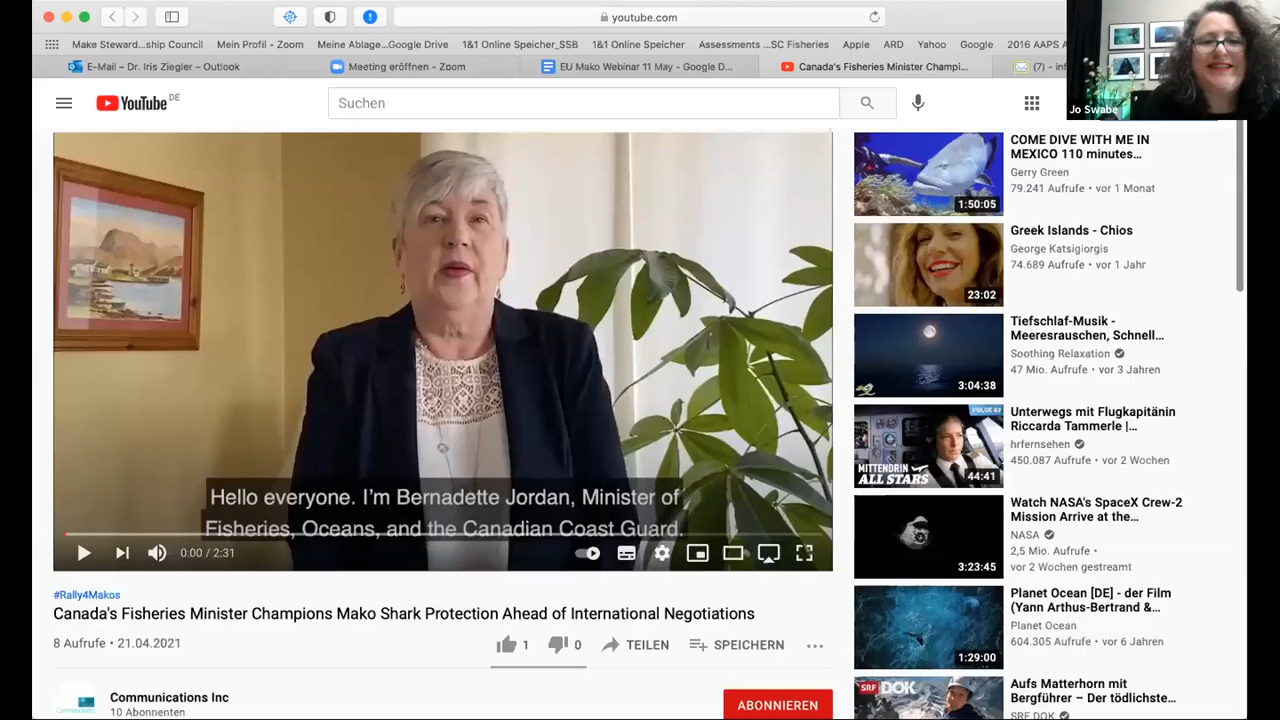 youtube.com
Make Steward...ship Council
Mein Profil - Zoom
Meine Ablage...Google Drive
1&1 Online Speicher_SSB
1&1 Online Speicher
Assessments ...SC Fisheries
Apple
ARD
Yahoo
Google
2016 AAPS A
E-Mail – Dr. Iris Ziegler – Outlook
Meeting eröffnen - Zoom
EU Mako Webinar 11 May - Google D...
Canada's Fisheries Minister Champi...
(7) - inf
Jo Swabe
YouTube DE
Suchen
Hello everyone. I'm Bernadette Jordan, Minister of
Fisheries, Oceans, and the Canadian Coast Guard.
0:00 / 2:31
#Rally4Makos
Canada's Fisheries Minister Champions Mako Shark Protection Ahead of International Negotiations
8 Aufrufe • 21.04.2021
1
0
TEILEN
SPEICHERN
Communications Inc
10 Abonnenten
ABONNIEREN
COME DIVE WITH ME IN
MEXICO 110 minutes...
Gerry Green
79.241 Aufrufe • vor 1 Monat
1:50:05
Greek Islands - Chios
George Katsigiorgis
74.689 Aufrufe • vor 1 Jahr
23:02
Tiefschlaf-Musik -
Meeresrauschen, Schnell...
Soothing Relaxation
47 Mio. Aufrufe • vor 3 Jahren
3:04:38
Unterwegs mit Flugkapitänin
Riccarda Tammerle |...
hrfernsehen
450.087 Aufrufe • vor 2 Wochen
FOLGE 93
MITTENDRIN
ALL STARS
44:41
Watch NASA's SpaceX Crew-2
Mission Arrive at the...
NASA
2,5 Mio. Aufrufe •
vor 2 Wochen gestreamt
3:23:45
Planet Ocean [DE] - der Film
(Yann Arthus-Bertrand &...
Planet Ocean
604.305 Aufrufe • vor 6 Jahren
1:29:00
Aufs Matterhorn mit
Bergführer – Der tödlichste...
SRF DOK
SRF DOK